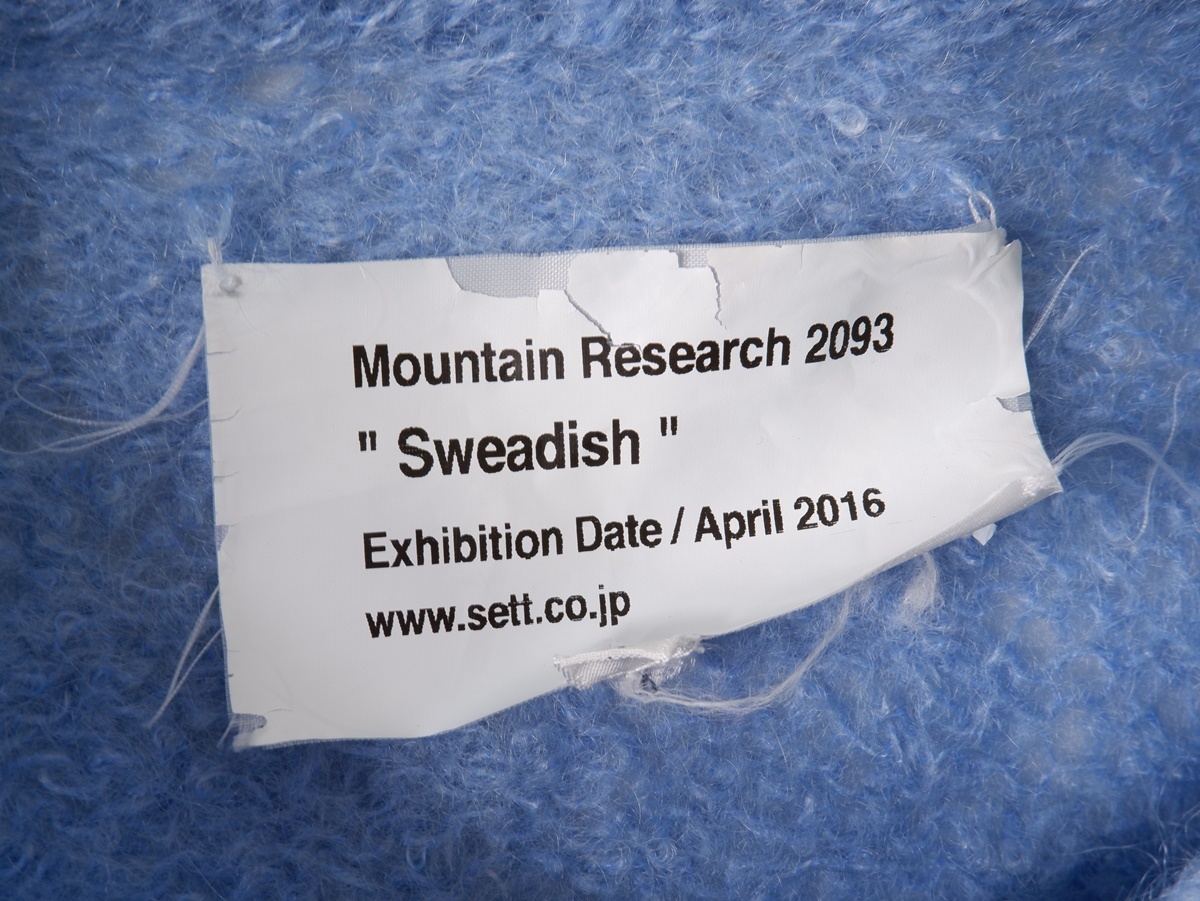 Mountain Research 2093
" Sweadish "
Exhibition Date / April 2016
www.sett.co.jp